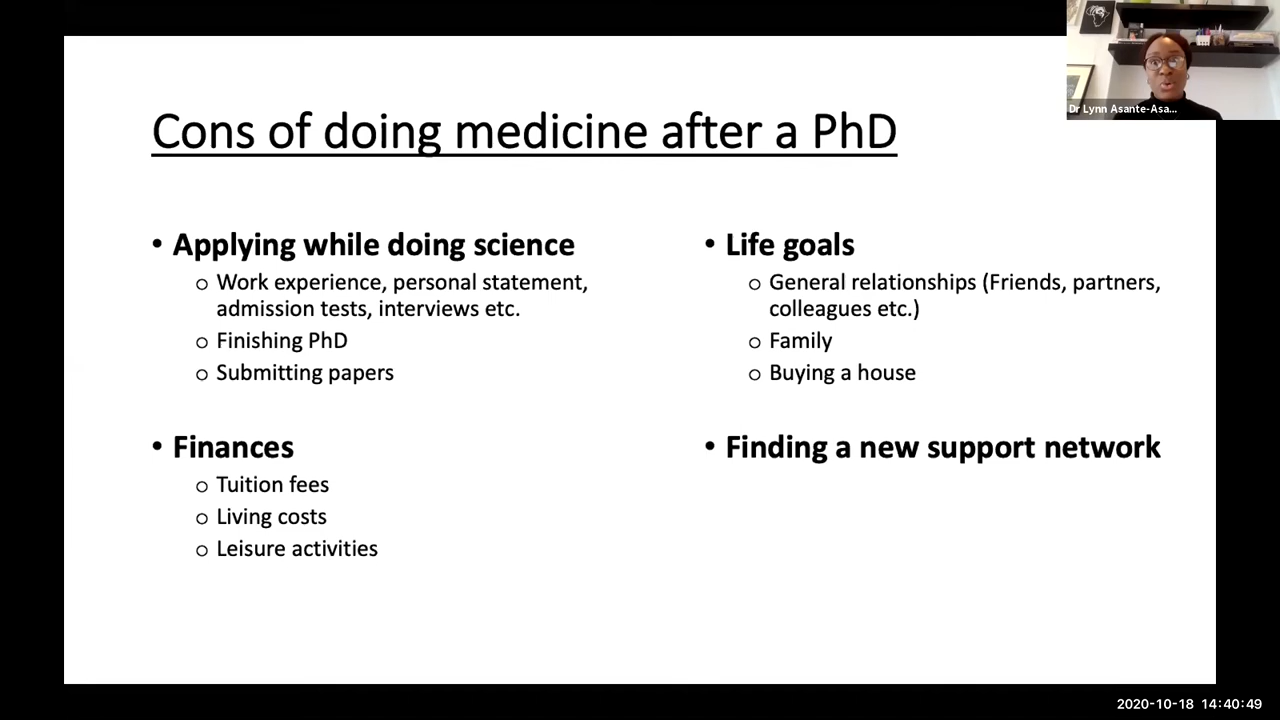 Cons of doing medicine after a PhD
• Applying while doing science
o Work experience, personal statement,
admission tests, interviews etc.
o Finishing PhD
o Submitting papers
• Finances
o Tuition fees
o Living costs
o Leisure activities
• Life goals
o General relationships (Friends, partners,
colleagues etc.)
o Family
o Buying a house
• Finding a new support network
Dr Lynn Asante-Asa...
2020-10-18 14:40:49